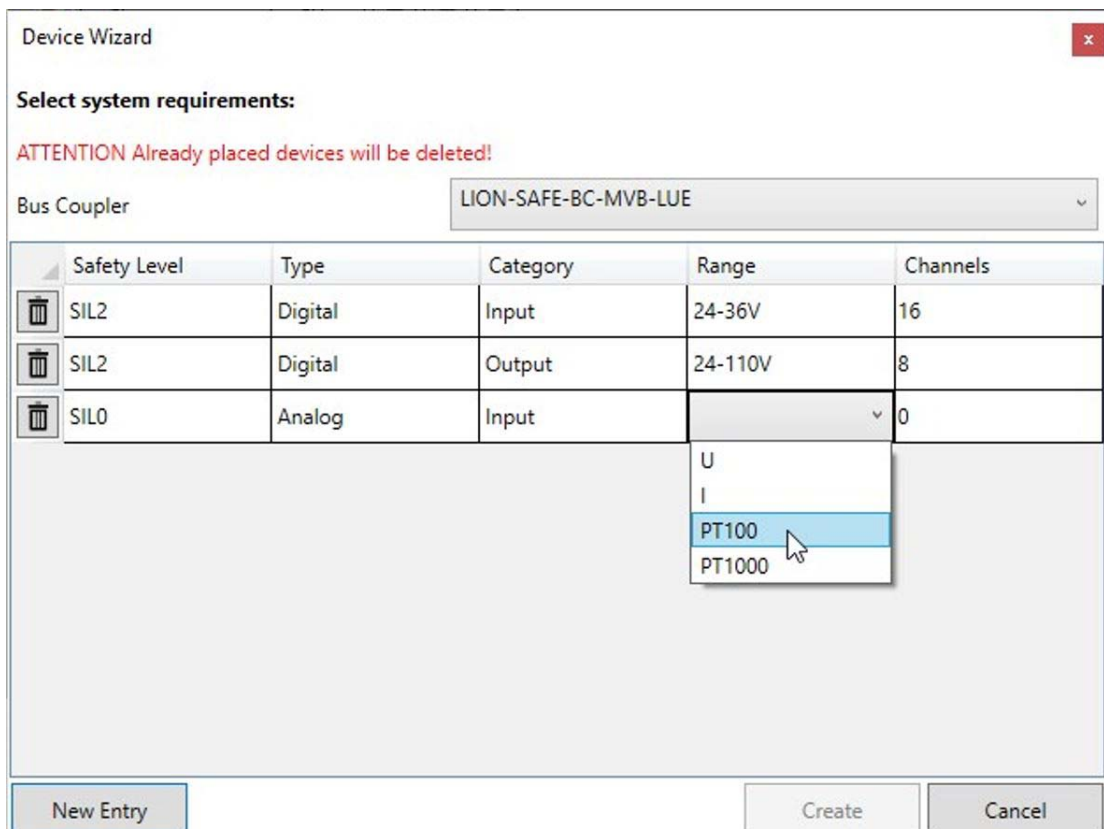 Device Wizard
x
Select system requirements:
ATTENTION Already placed devices will be deleted!
Bus Coupler LION-SAFE-BC-MVB-LUE
Safety Level Type Category Range Channels
SIL2 Digital Input 24-36V 16
SIL2 Digital Output 24-110V 8
SIL0 Analog Input 0
U
I
PT100
PT1000
New Entry Create Cancel